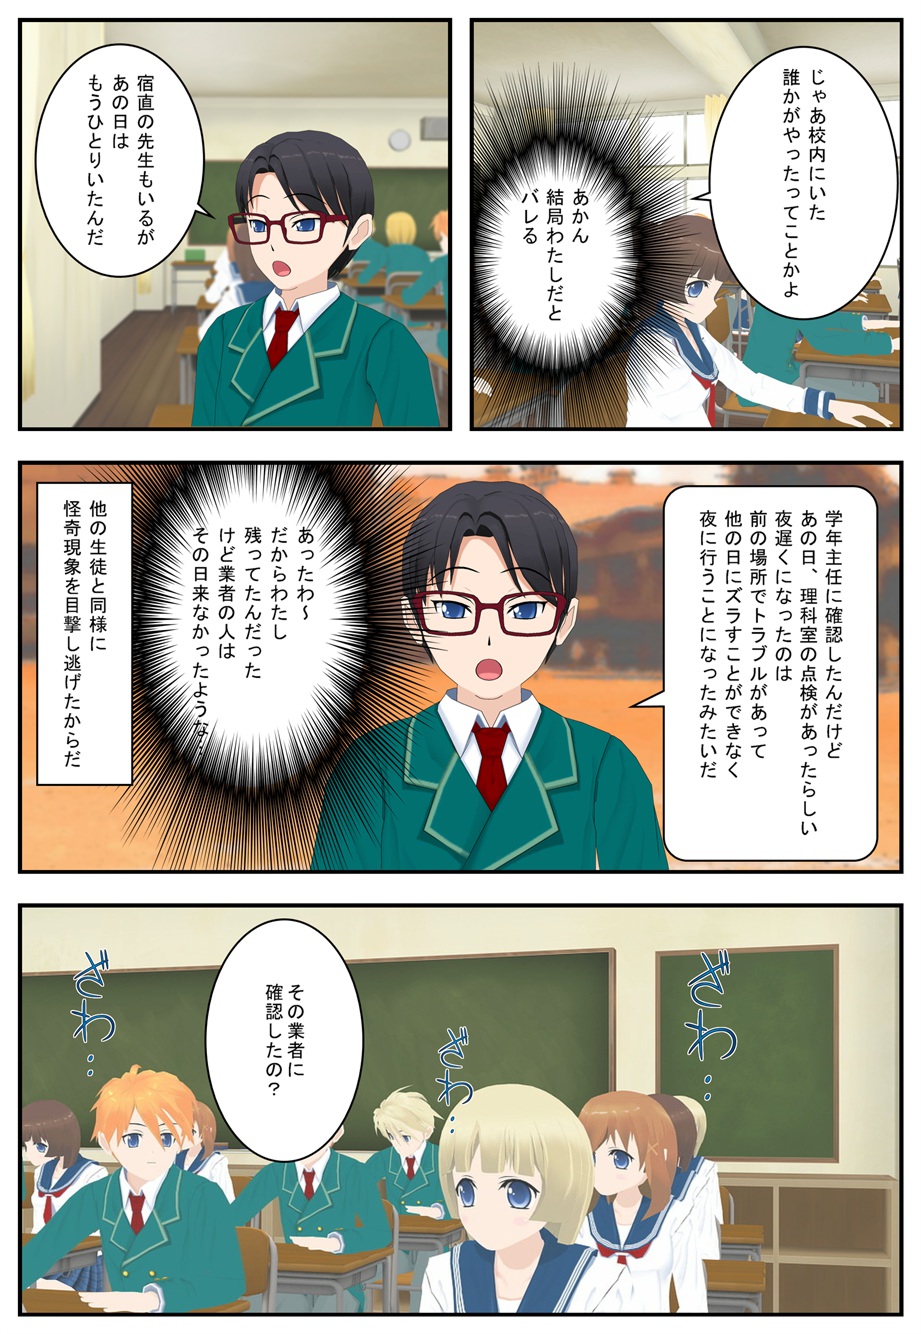 じゃあ校内にいた
誰かがやったってことかよ
あかん
結局わたしだと
バレる
宿直の先生もいるが
あの日は
もうひとりいたんだ
学年主任に確認したんだけど
あの日、理科室の点検があったらしい
夜遅くになったのは
前の場所でトラブルがあって
他の日にズラすことができなく
夜に行うことになったみたいだ
あったわ～
だからわたし
残ってたんだった
けど業者の人は
その日来なかったような…
他の生徒と同様に
怪奇現象を目撃し逃げたからだ
ざわ…
ざわ…
その業者に
確認したの？
ざわ…